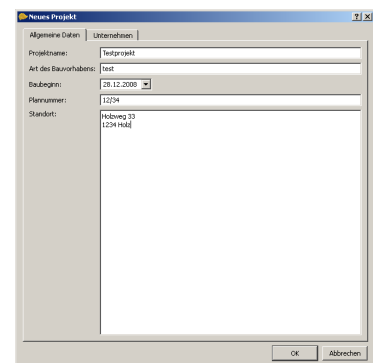 Neues Projekt
Allgemeine Daten Unternehmen
Projektname: Testprojekt
Art des Bauvorhabens: test
Baubeginn: 28.12.2008
Plannummer: 12/34
Standort: Holzweg 33
1234 Holz
OK Abbrechen